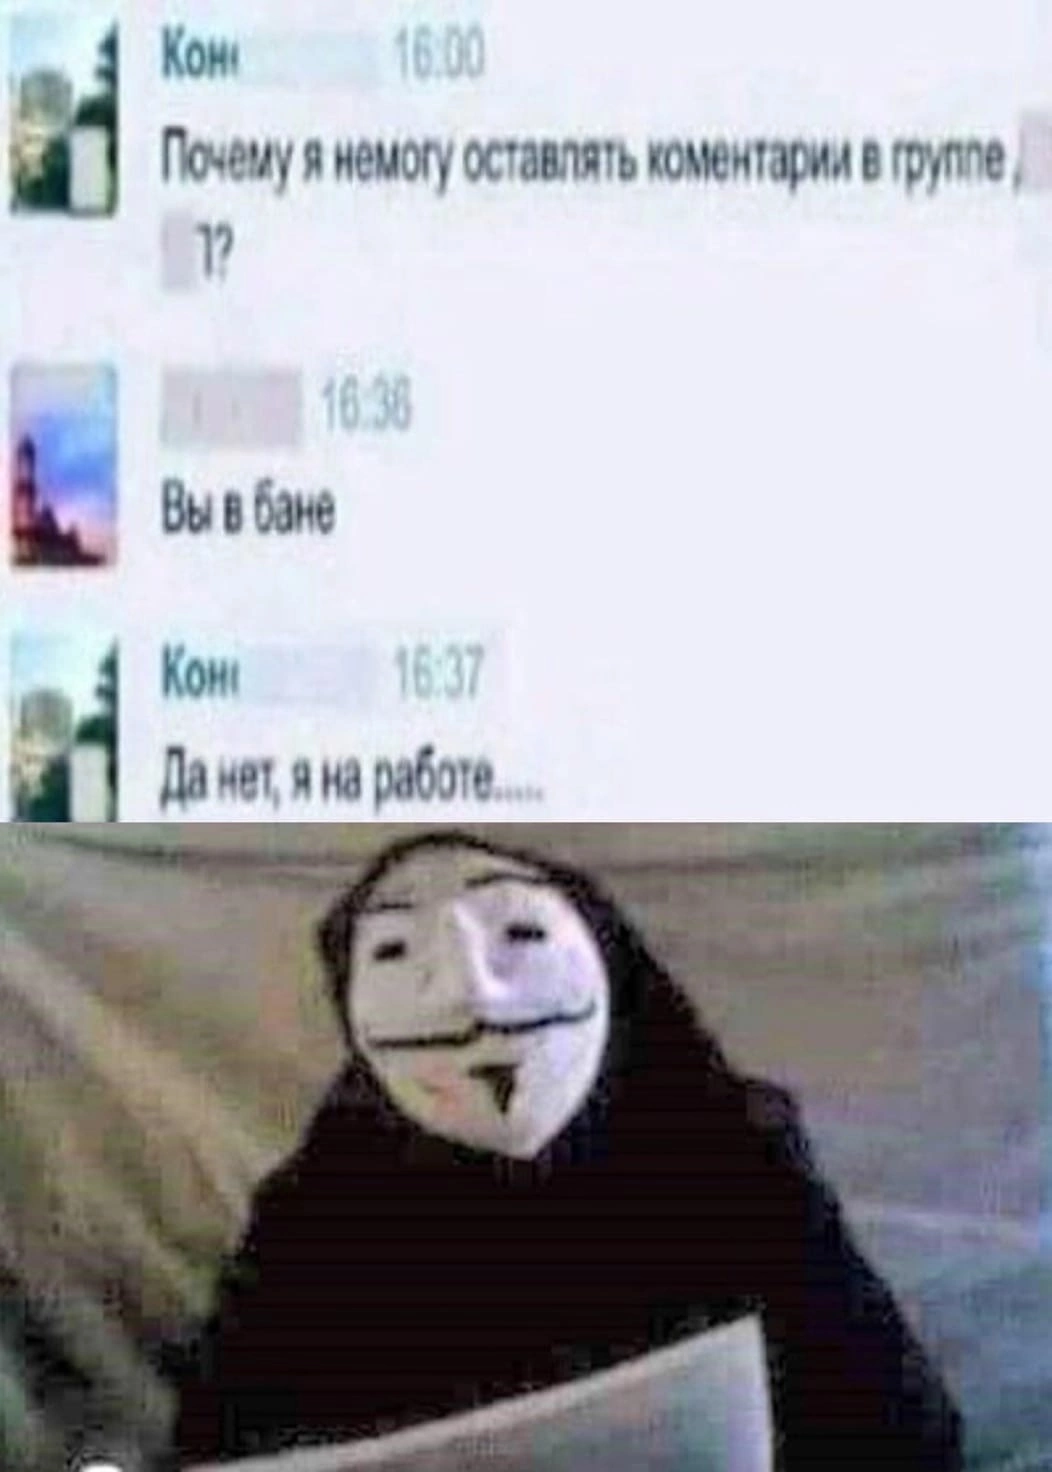 Кон
16:00
Почему я немогу оставлять коментарии в группе
1?
16:36
Вы в бане
Кон
16:37
Да нет, я на работе.....